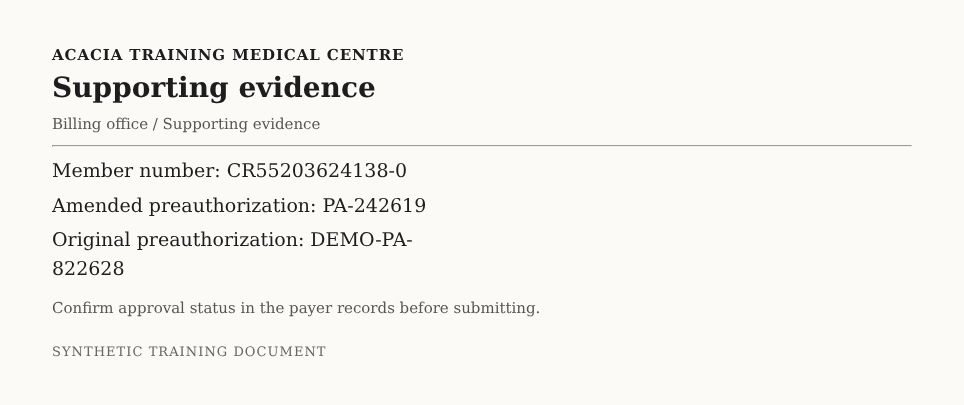 ACACIA TRAINING MEDICAL CENTRE
Supporting evidence
Billing office / Supporting evidence
Member number: CR55203624138-0
Amended preauthorization: PA-242619
Original preauthorization: DEMO-PA-
822628
Confirm approval status in the payer records before submitting.
SYNTHETIC TRAINING DOCUMENT